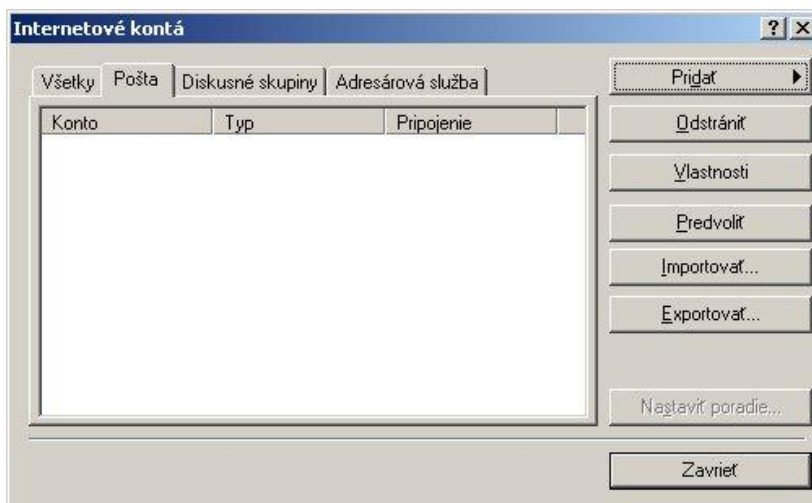 Internetové kontá
Všetky
Pošta
Diskusné skupiny
Adresárová služba
Konto
Typ
Pripojenie
Pridať
Odstrániť
Vlastnosti
Predvoliť
Importovať...
Exportovať...
Nastaviť poradie...
Zavrieť